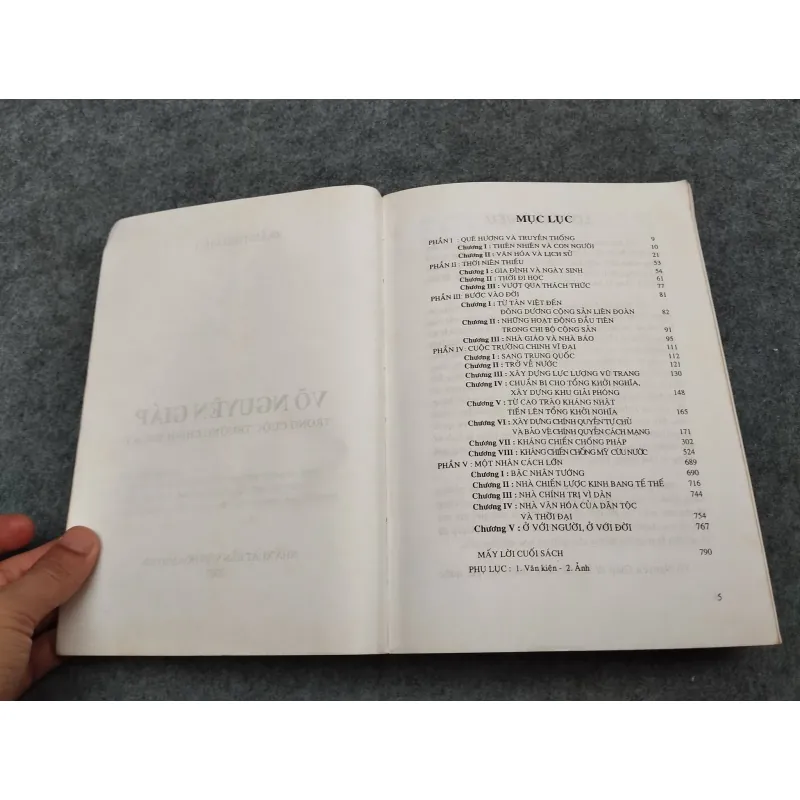 VÕ NGUYÊN GIÁP
MỤC LỤC
PHẦN I : QUÊ HƯƠNG VÀ TRUYỀN THỐNG 9
Chương I : THIÊN NHIÊN VÀ CON NGƯỜI 10
Chương II : VĂN HÓA VÀ LỊCH SỬ 21
PHẦN II : THỜI NIÊN THIẾU 53
Chương I : GIA ĐÌNH VÀ NGÀY SINH 54
Chương II : THỜI ĐI HỌC 61
Chương III : VƯỢT QUA THÁCH THỨC 77
PHẦN III: BƯỚC VÀO ĐỜI 81
Chương I : TỪ TÂN VIỆT ĐẾN
ĐÔNG DƯƠNG CỘNG SẢN LIÊN ĐOÀN 82
Chương II : NHỮNG HOẠT ĐỘNG ĐẦU TIÊN
TRONG CHI BỘ CỘNG SẢN 91
Chương III : NHÀ GIÁO VÀ NHÀ BÁO 95
PHẦN IV : CUỘC TRƯỜNG CHINH VĨ ĐẠI 111
Chương I : SANG TRUNG QUỐC 112
Chương II : TRỞ VỀ NƯỚC 121
Chương III : XÂY DỰNG LỰC LƯỢNG VŨ TRANG 130
Chương IV : CHUẨN BỊ CHO TỔNG KHỞI NGHĨA,
XÂY DỰNG KHU GIẢI PHÓNG 148
Chương V : TỪ CAO TRÀO KHÁNG NHẬT
TIẾN LÊN TỔNG KHỞI NGHĨA 165
Chương VI : XÂY DỰNG CHÍNH QUYỀN TỰ CHỦ
VÀ BẢO VỆ CHÍNH QUYỀN CÁCH MẠNG 171
Chương VII : KHÁNG CHIẾN CHỐNG PHÁP 302
Chương VIII : KHÁNG CHIẾN CHỐNG MỸ CỨU NƯỚC 524
PHẦN V : MỘT NHÂN CÁCH LỚN 689
Chương I : BẬC NHÂN TƯỚNG 690
Chương II : NHÀ CHIẾN LƯỢC KINH BANG TẾ THẾ 716
Chương III : NHÀ CHÍNH TRỊ VÌ DÂN 744
Chương IV : NHÀ VĂN HÓA CỦA DÂN TỘC
VÀ THỜI ĐẠI 754
Chương V : Ở VỚI NGƯỜI, Ở VỚI ĐỜI 767
MẤY LỜI CUỐI SÁCH 790
PHỤ LỤC : 1. Văn kiện - 2. Ảnh
5